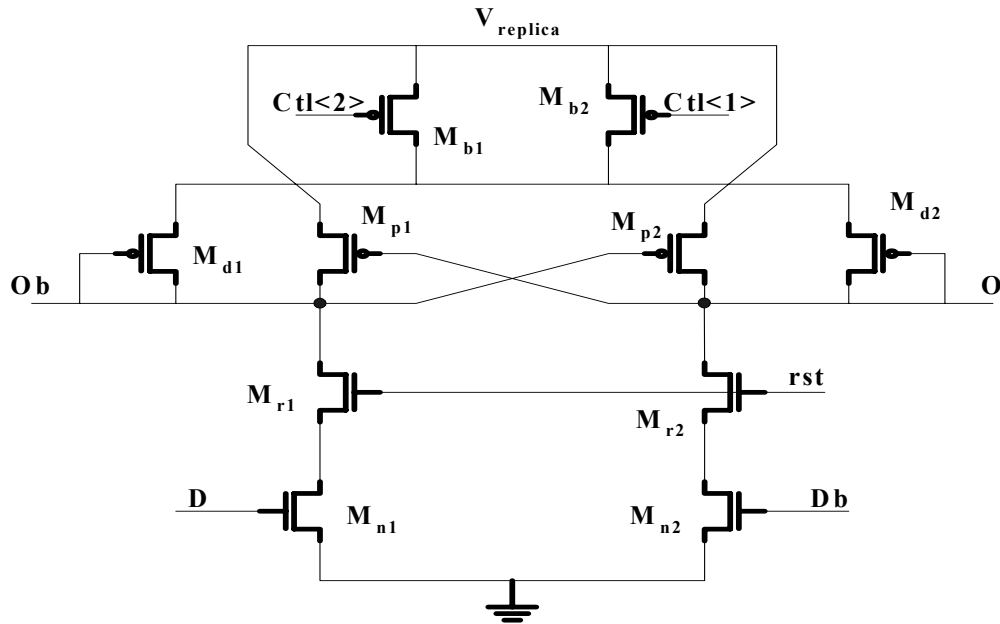 V replica
Ctl<2>
M b2
Ctl<1>
M b1
M p1
M p2
M d2
M d1
Ob
O
M r1
rst
M r2
D
Db
M n1
M n2